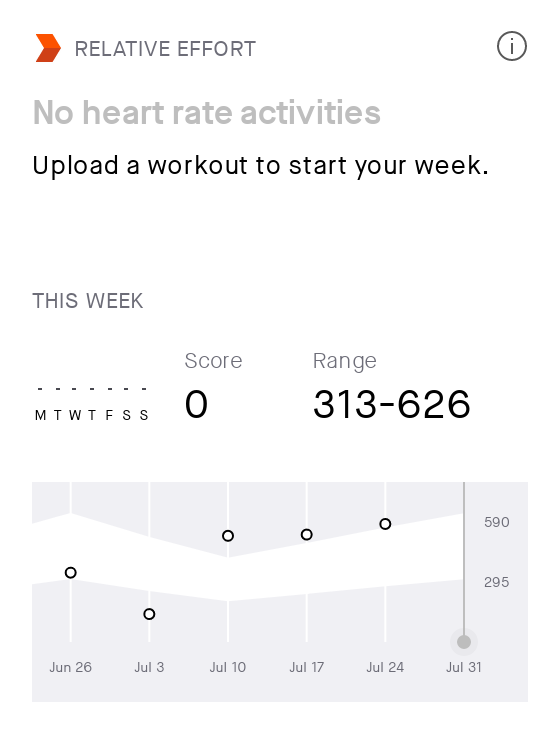 RELATIVE EFFORT
No heart rate activities
Upload a workout to start your week.
THIS WEEK
Score
Range
- - - - - - -
M T W T F S S
0
313-626
590
295
Jun 26 Jul 3 Jul 10 Jul 17 Jul 24 Jul 31